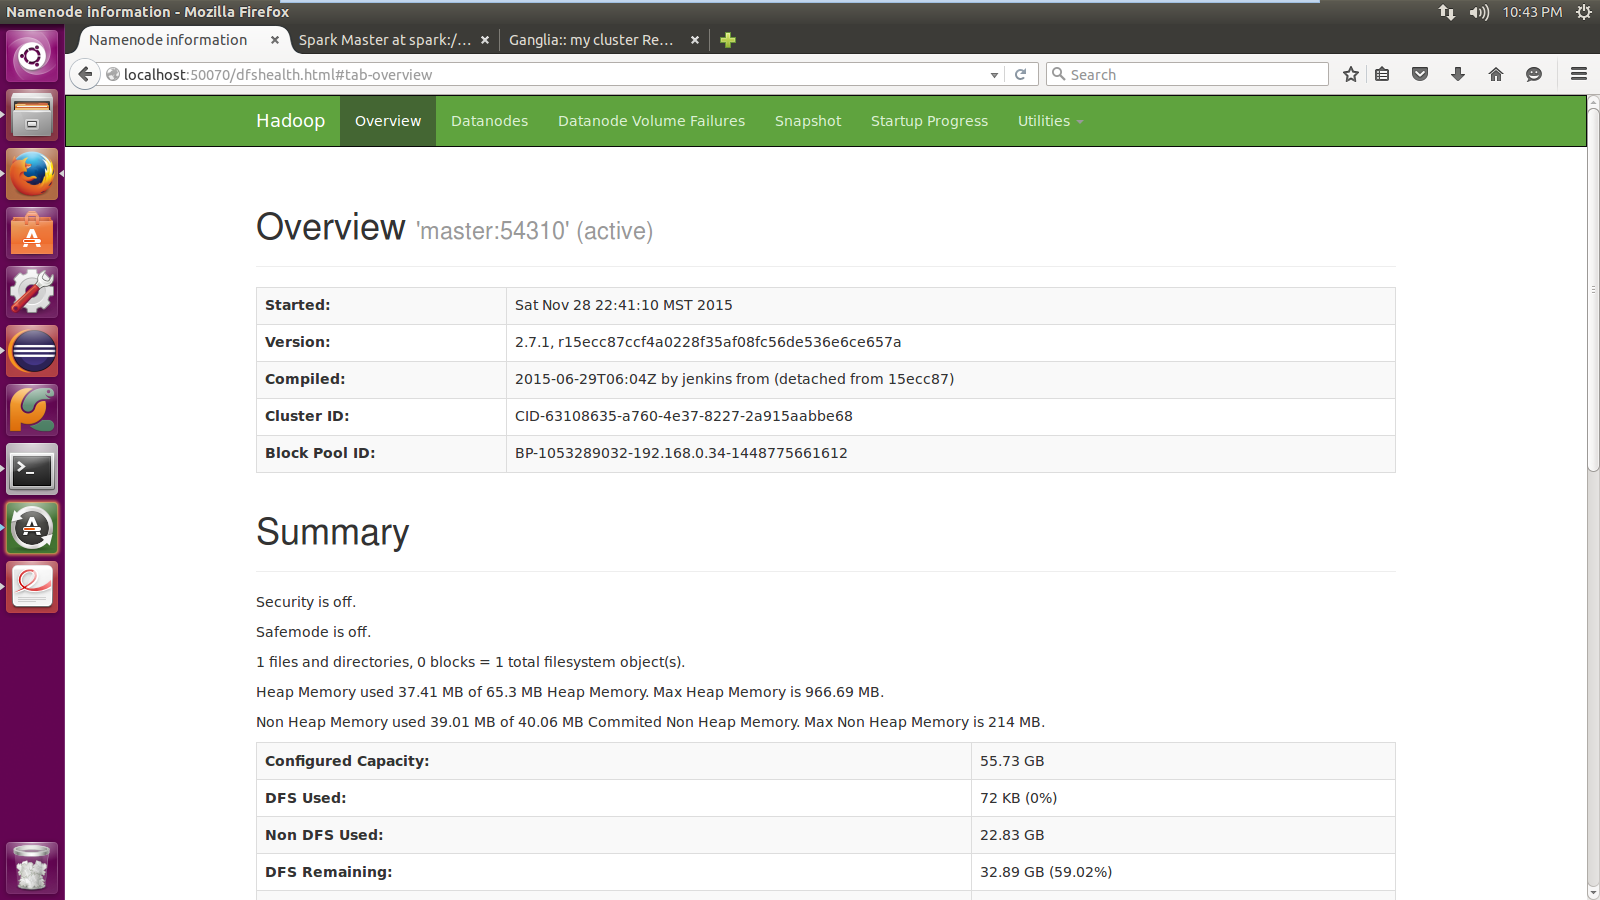 Namenode information - Mozilla Firefox
10:43 PM
Namenode information
Spark Master at spark:/...
Ganglia:: my cluster Re...
localhost:50070/dfshealth.html#tab-overview
Search
Hadoop
Overview
Datanodes
Datanode Volume Failures
Snapshot
Startup Progress
Utilities
Overview 'master:54310' (active)
Started: Sat Nov 28 22:41:10 MST 2015
Version: 2.7.1, r15ecc87ccf4a0228f35af08fc56de536e6ce657a
Compiled: 2015-06-29T06:04Z by jenkins from (detached from 15ecc87)
Cluster ID: CID-63108635-a760-4e37-8227-2a915aabbe68
Block Pool ID: BP-1053289032-192.168.0.34-1448775661612
Summary
Security is off.
Safemode is off.
1 files and directories, 0 blocks = 1 total filesystem object(s).
Heap Memory used 37.41 MB of 65.3 MB Heap Memory. Max Heap Memory is 966.69 MB.
Non Heap Memory used 39.01 MB of 40.06 MB Commited Non Heap Memory. Max Non Heap Memory is 214 MB.
Configured Capacity: 55.73 GB
DFS Used: 72 KB (0%)
Non DFS Used: 22.83 GB
DFS Remaining: 32.89 GB (59.02%)